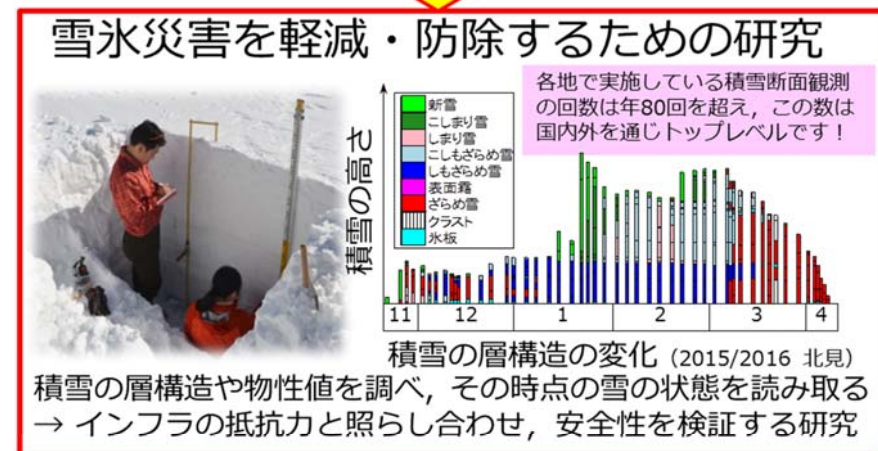 雪氷災害を軽減・防除するための研究
各地で実施している積雪断面観測
の回数は年80回を超え，この数は
国内外を通じトップレベルです！
積雪の高さ
新雪
こしまり雪
しまり雪
こしもざらめ雪
しもざらめ雪
表面霜
ざらめ雪
クラスト
氷板
11 12 1 2 3 4
積雪の層構造の変化（2015/2016 北見）
積雪の層構造や物性値を調べ，その時点の雪の状態を読み取る
→ インフラの抵抗力と照らし合わせ，安全性を検証する研究